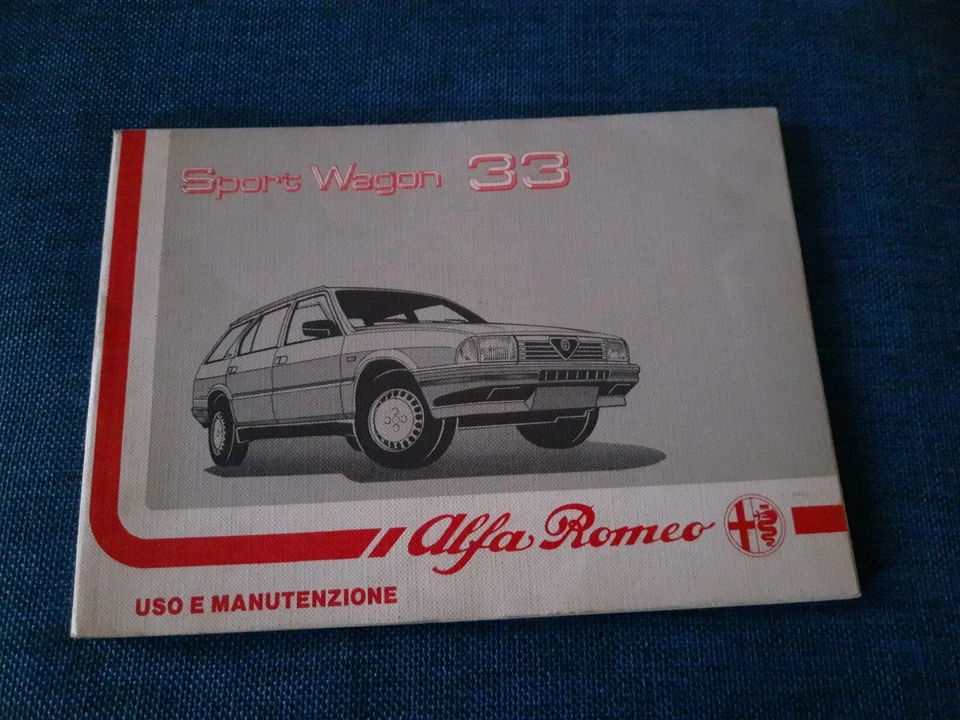 Sport Wagon 33
Alfa Romeo
USO E MANUTENZIONE